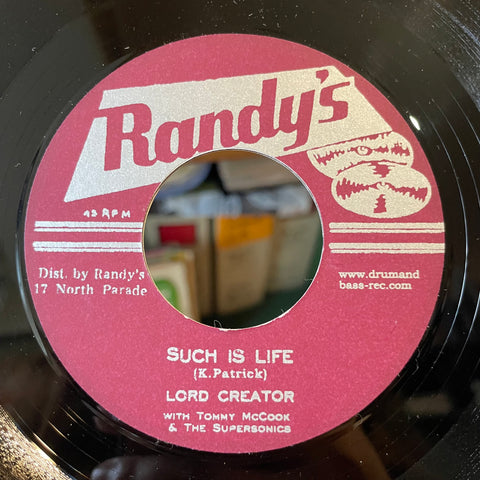 Randy's
45 RPM
Dist. by Randy's
17 North Parade
www.drumand
bass-rec.com
SUCH IS LIFE
(K.Patrick)
LORD CREATOR
WITH TOMMY MCCOOK
& THE SUPERSONICS